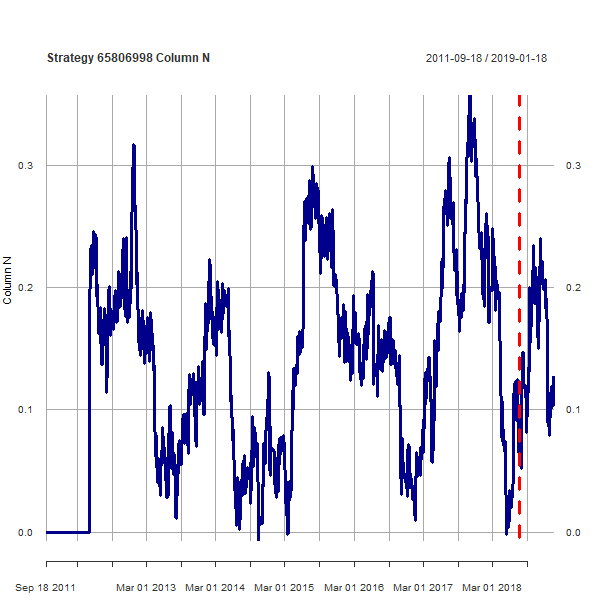 Strategy 65806998 Column N
2011-09-18 / 2019-01-18
Column N
0.3
0.3
0.2
0.2
0.1
0.1
0.0
0.0
Sep 18 2011
Mar 01 2013
Mar 01 2014
Mar 01 2015
Mar 01 2016
Mar 01 2017
Mar 01 2018